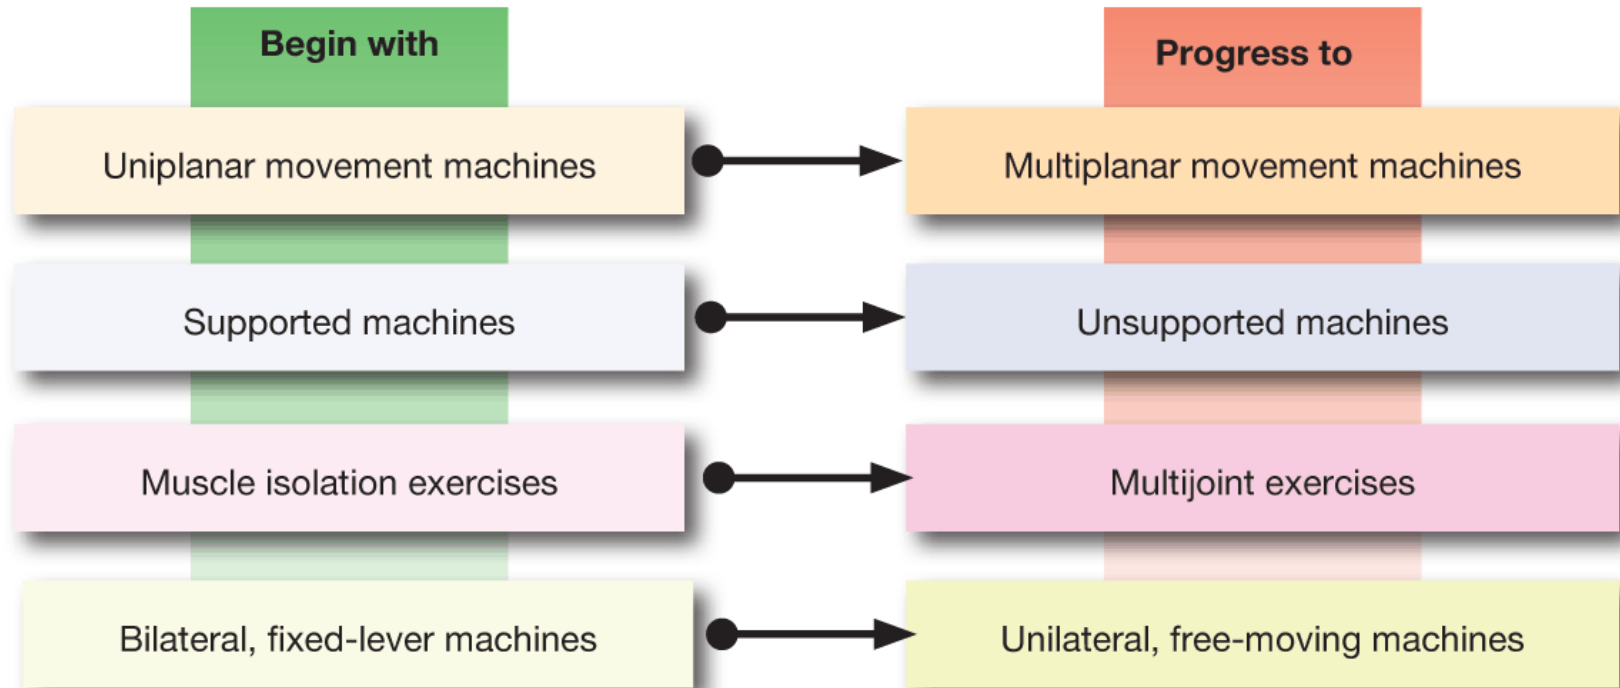 Begin with
Progress to
Uniplanar movement machines
Multiplanar movement machines
Supported machines
Unsupported machines
Muscle isolation exercises
Multijoint exercises
Bilateral, fixed-lever machines
Unilateral, free-moving machines